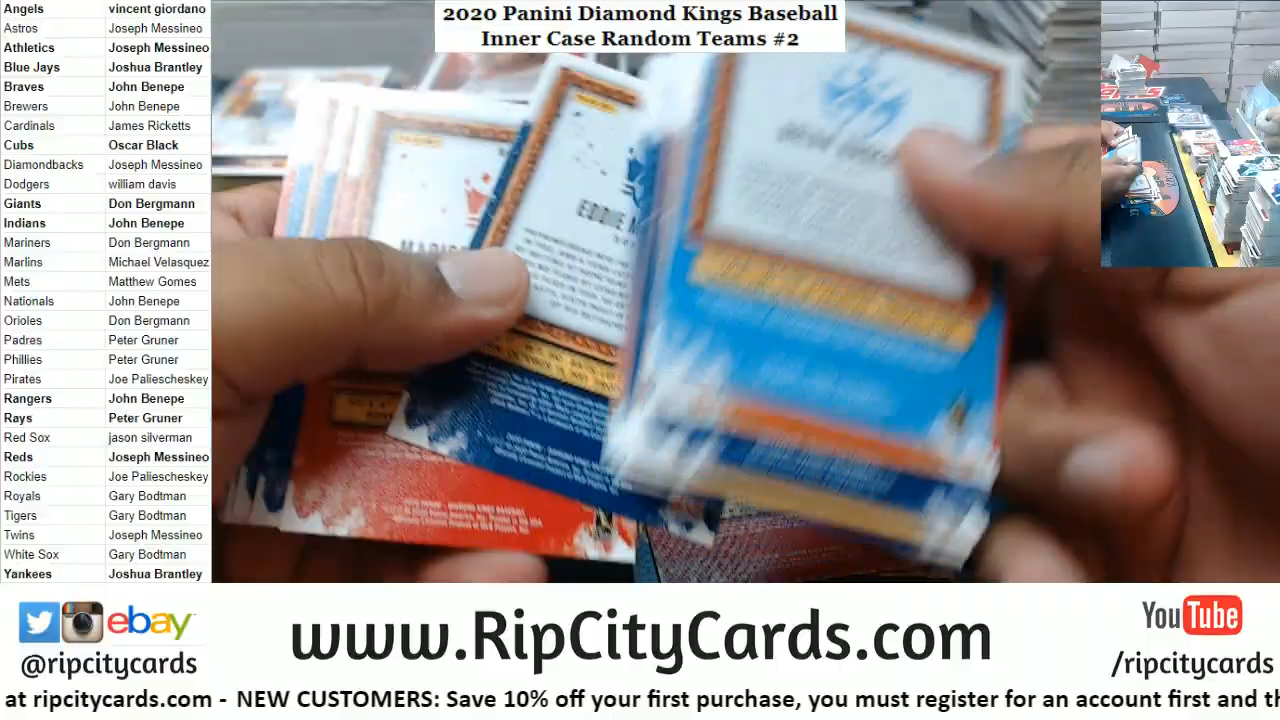 Angels vincent giordano
Astros Joseph Messineo
Athletics Joseph Messineo
Blue Jays Joshua Brantley
Braves John Benepe
Brewers John Benepe
Cardinals James Ricketts
Cubs Oscar Black
Diamondbacks Joseph Messineo
Dodgers william davis
Giants Don Bergmann
Indians John Benepe
Mariners Don Bergmann
Marlins Michael Velasquez
Mets Matthew Gomes
Nationals John Benepe
Orioles Don Bergmann
Padres Peter Gruner
Phillies Peter Gruner
Pirates Joe Paliescheskey
Rangers John Benepe
Rays Peter Gruner
Red Sox jason silverman
Reds Joseph Messineo
Rockies Joe Paliescheskey
Royals Gary Bodtman
Tigers Gary Bodtman
Twins Joseph Messineo
White Sox Gary Bodtman
Yankees Joshua Brantley
2020 Panini Diamond Kings Baseball
Inner Case Random Teams #2
EDDIE
ebay
@ripcitycards
www.RipCityCards.com
YouTube
/ripcitycards
at ripcitycards.com - NEW CUSTOMERS: Save 10% off your first purchase, you must register for an account first and